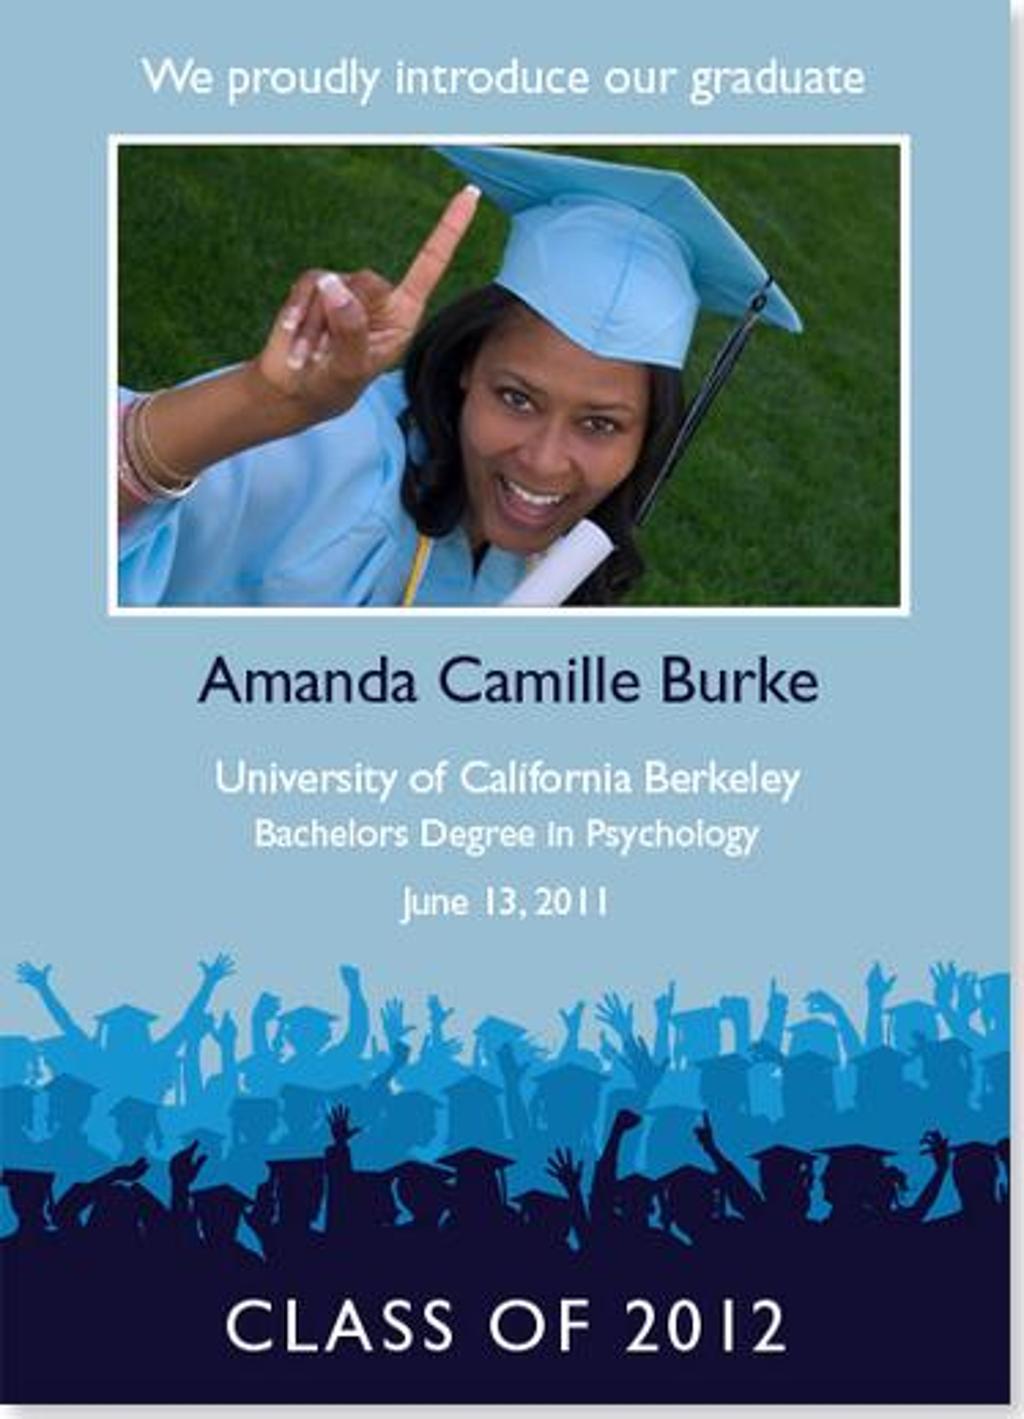 We proudly introduce our graduate
Amanda Camille Burke
University of California Berkeley
Bachelors Degree in Psychology
June 13, 2011
CLASS OF 2012